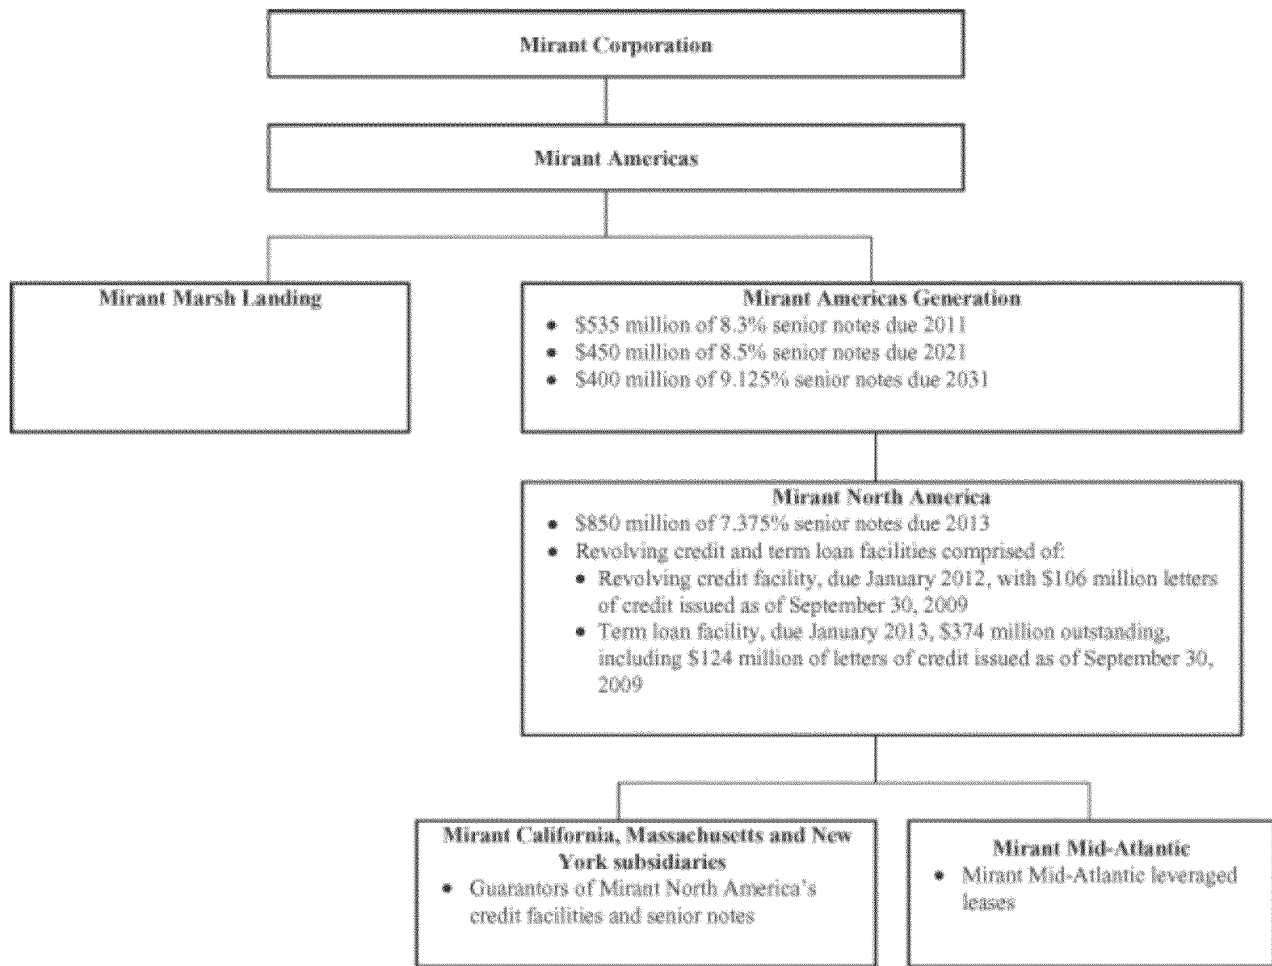 Mirant Corporation
Mirant Americas
Mirant Marsh Landing
Mirant Americas Generation
• $535 million of 8.3% senior notes due 2011
• $450 million of 8.5% senior notes due 2021
• $400 million of 9.125% senior notes due 2031
Mirant North America
• $850 million of 7.375% senior notes due 2013
• Revolving credit and term loan facilities comprised of:
• Revolving credit facility, due January 2012, with $106 million letters
of credit issued as of September 30, 2009
• Term loan facility, due January 2013, $374 million outstanding,
including $124 million of letters of credit issued as of September 30,
2009
Mirant California, Massachusetts and New
York subsidiaries
• Guarantors of Mirant North America's
credit facilities and senior notes
Mirant Mid-Atlantic
• Mirant Mid-Atlantic leveraged
leases